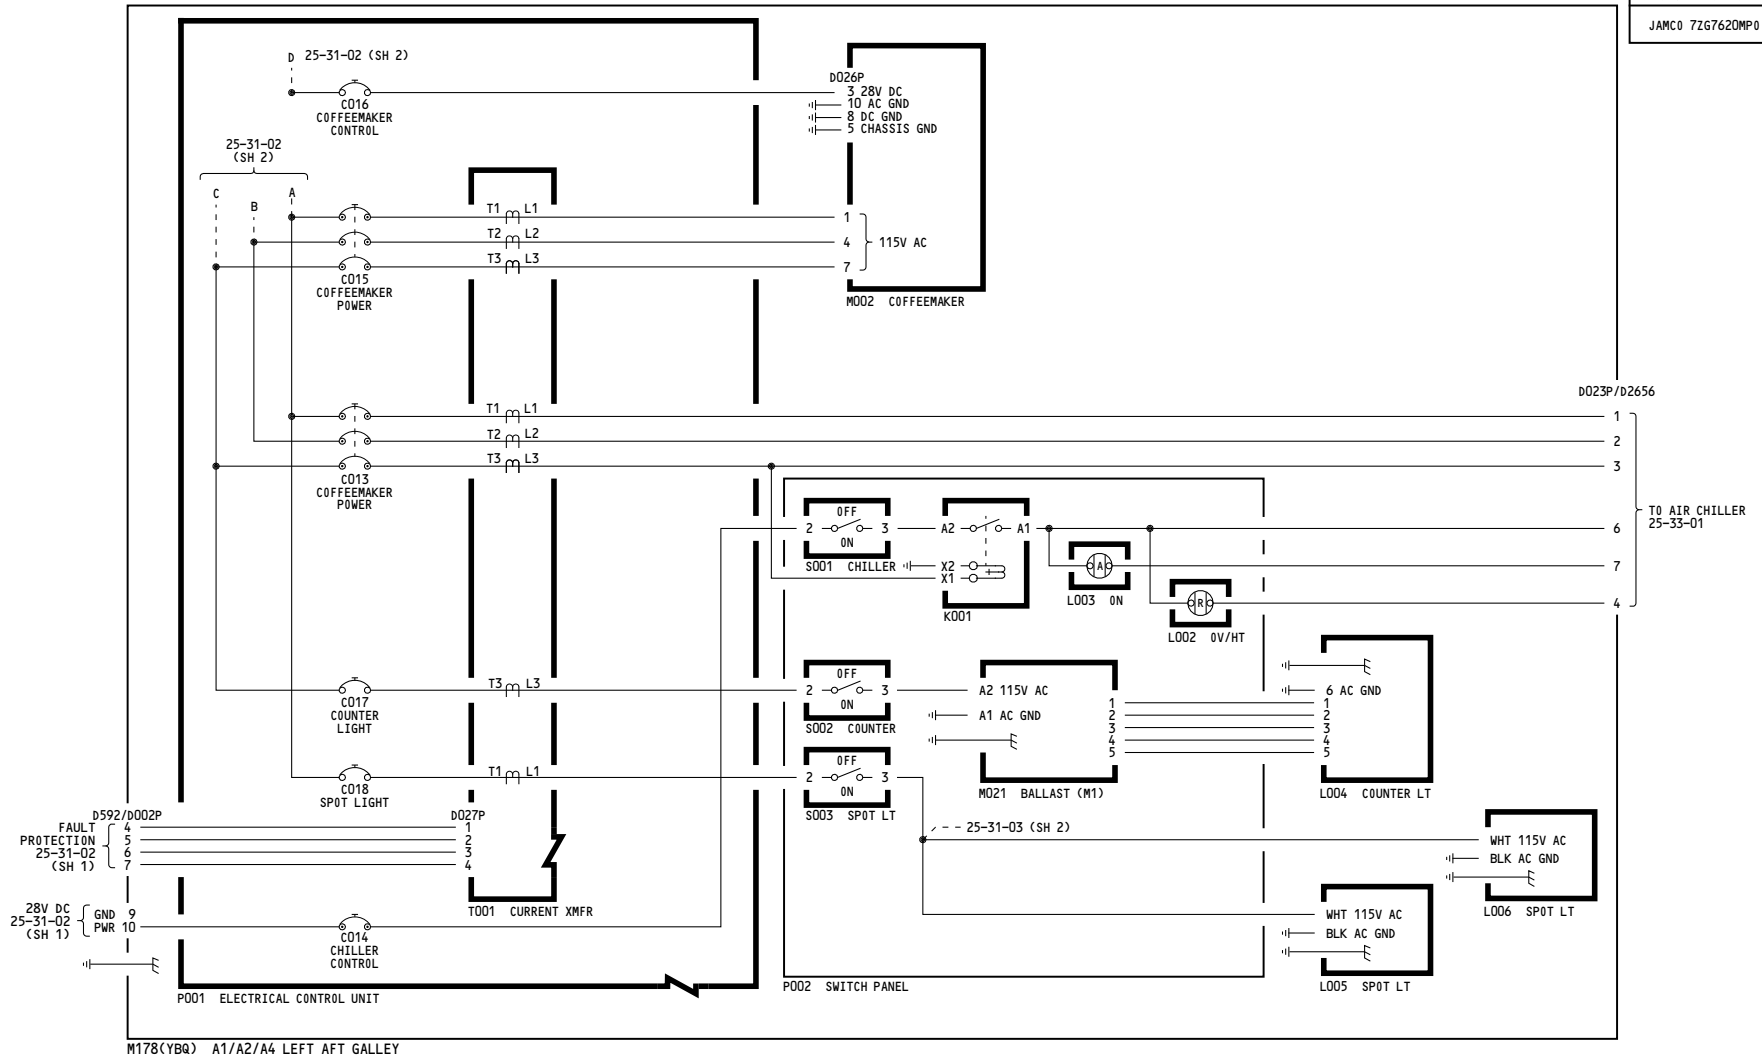 JAMCO 7ZG7620MP0
D 25-31-02 (SH 2)
C016
COFFEEMAKER
CONTROL
D026P
3 28V DC
10 AC GND
8 DC GND
5 CHASSIS GND
25-31-02
(SH 2)
C
B
A
T1 L1
T2 L2
T3 L3
1
4
7
115V AC
C015
COFFEEMAKER
POWER
M002 COFFEEMAKER
D023P/D2656
T1 L1
T2 L2
T3 L3
1
2
3
C013
COFFEEMAKER
POWER
OFF
2 3
ON
S001 CHILLER
A2 A1
X2
X1
K001
A
L003 ON
R
L002 OV/HT
6
7
4
TO AIR CHILLER
25-33-01
C017
COUNTER
LIGHT
T3 L3
OFF
2 3
ON
S002 COUNTER
A2 115V AC
A1 AC GND
1
2
3
4
5
M021 BALLAST (M1)
6 AC GND
1
2
3
4
5
L004 COUNTER LT
C018
SPOT LIGHT
T1 L1
OFF
2 3
ON
S003 SPOT LT
25-31-03 (SH 2)
WHT 115V AC
BLK AC GND
L006 SPOT LT
WHT 115V AC
BLK AC GND
L005 SPOT LT
D592/D002P
FAULT
PROTECTION
25-31-02
(SH 1)
4
5
6
7
D027P
1
2
3
4
T001 CURRENT XMFR
28V DC
25-31-02
(SH 1)
GND 9
PWR 10
C014
CHILLER
CONTROL
P001 ELECTRICAL CONTROL UNIT
P002 SWITCH PANEL
M178(YBQ) A1/A2/A4 LEFT AFT GALLEY